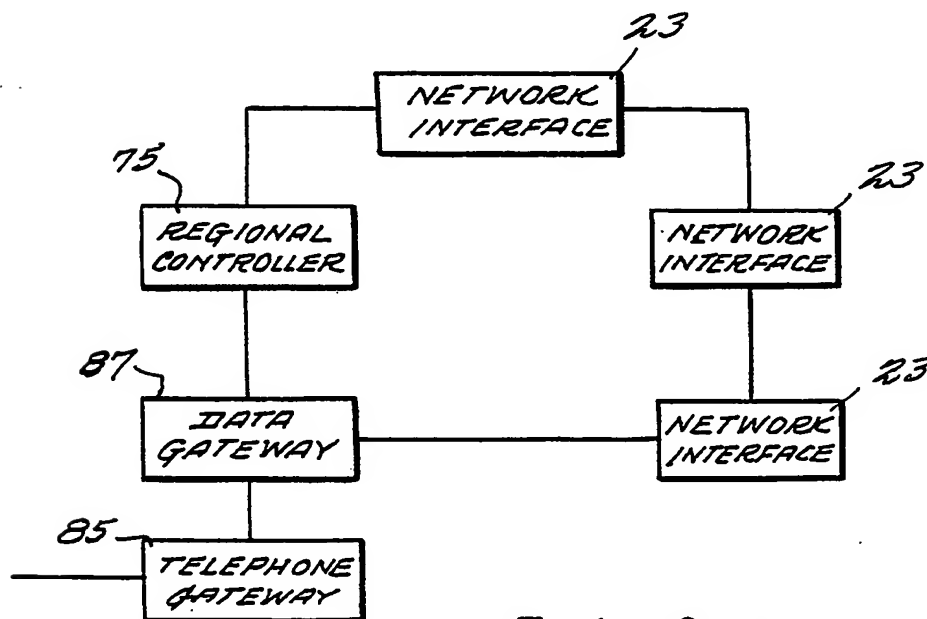 23
NETWORK
INTERFACE
75
23
REGIONAL
CONTROLLER
NETWORK
INTERFACE
87
23
DATA
GATEWAY
NETWORK
INTERFACE
85
TELEPHONE
GATEWAY